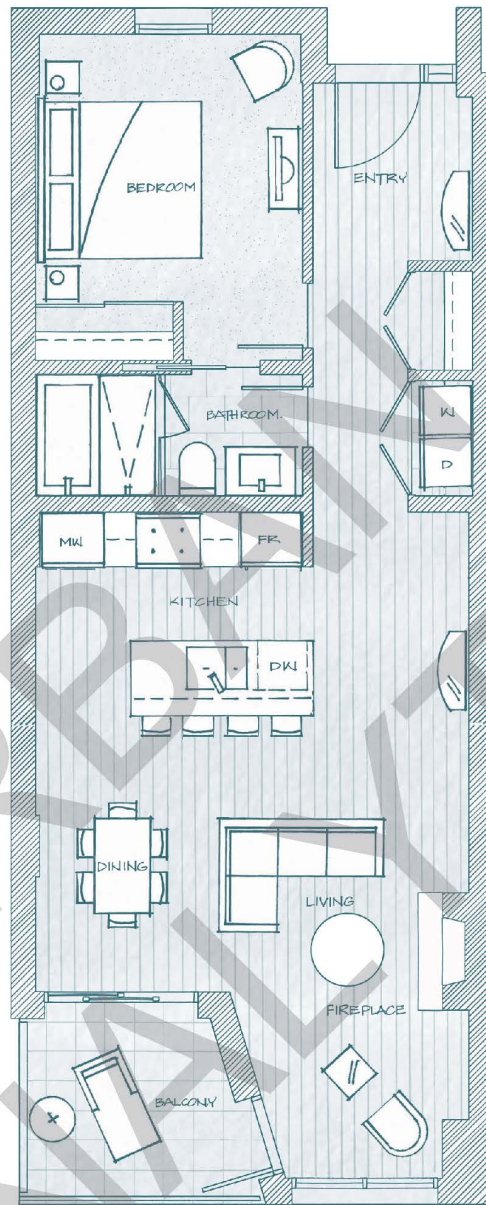 BEDROOM
ENTRY
BATHROOM.
W
D
MW
FR
KITCHEN
DW
DINING
LIVING
FIREPLACE
BALCONY